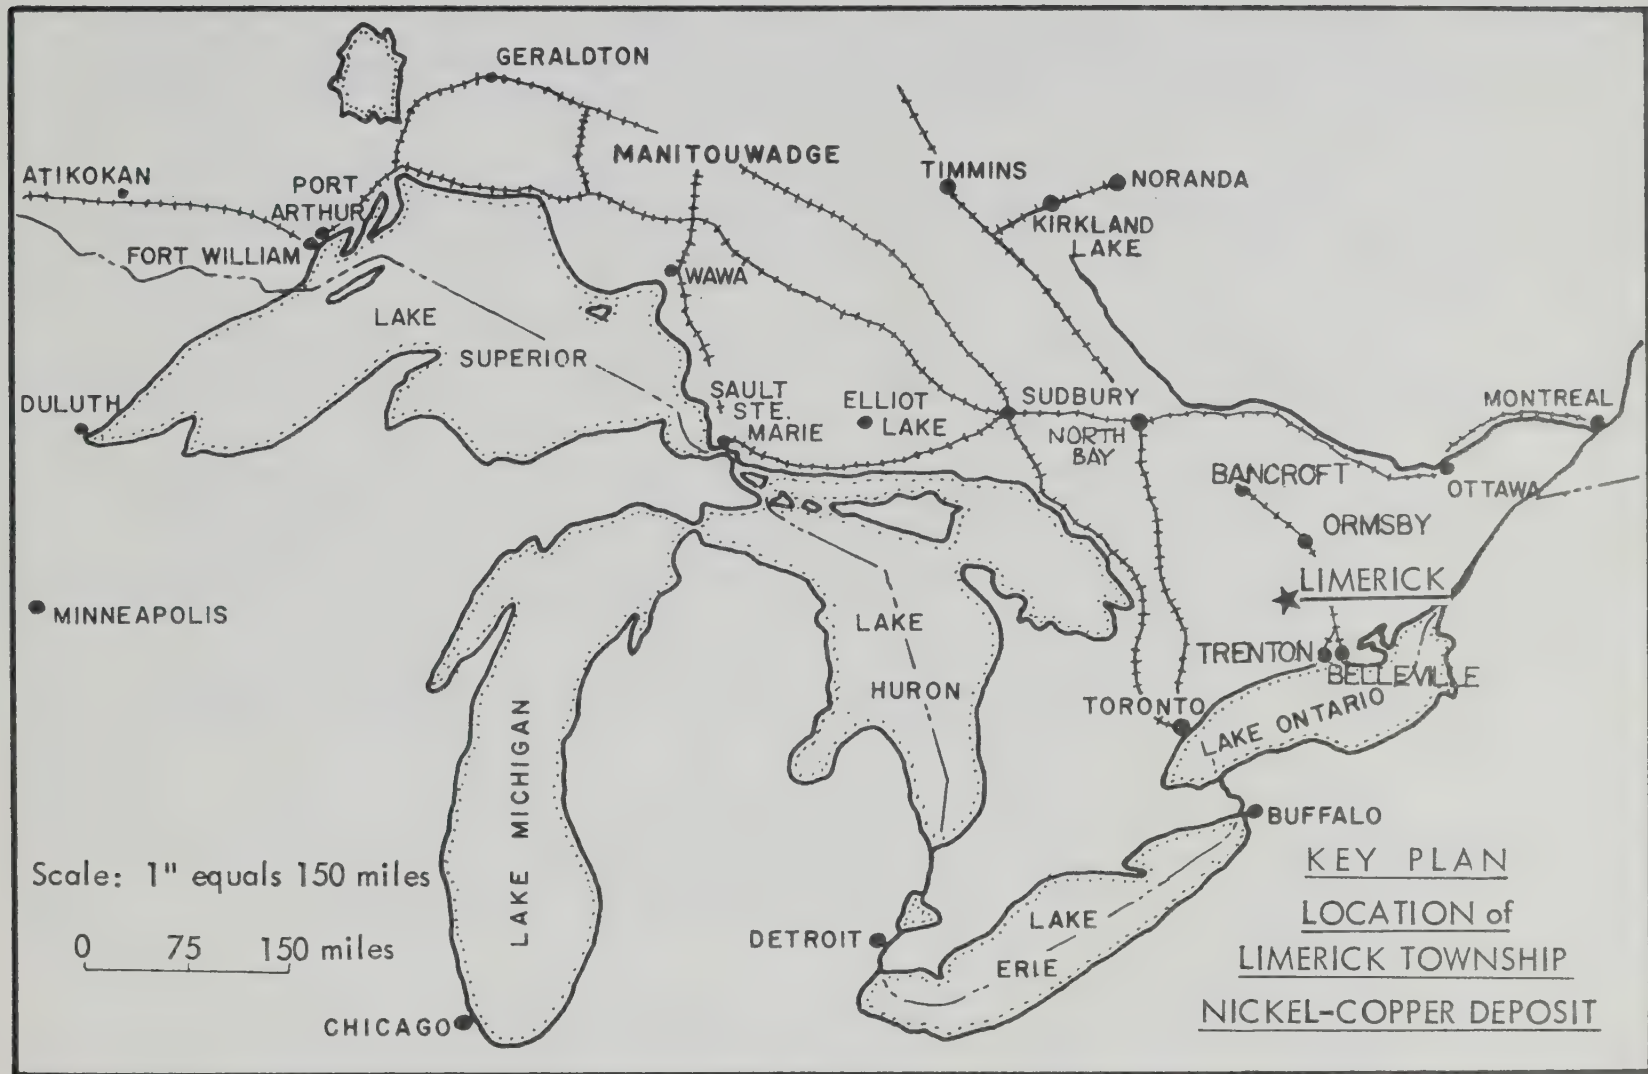 GERALDTON
MANITOUWADGE
ATIKOKAN
PORT
ARTHUR
FORT WILLIAM
TIMMINS
NORANDA
KIRKLAND
LAKE
WAWA
LAKE
SUPERIOR
DULUTH
SAULT
STE.
MARIE
ELLIOT
LAKE
SUDBURY
NORTH
BAY
MONTREAL
OTTAWA
BANCROFT
ORMSBY
LIMERICK
MINNEAPOLIS
LAKE
HURON
TRENTON
BELLEVILLE
TORONTO
LAKE ONTARIO
LAKE MICHIGAN
BUFFALO
Scale: 1" equals 150 miles
0 75 150 miles
DETROIT
LAKE
ERIE
CHICAGO
KEY PLAN
LOCATION of
LIMERICK TOWNSHIP
NICKEL-COPPER DEPOSIT